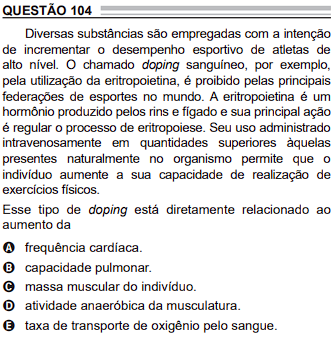 QUESTÃO 104
Diversas substâncias são empregadas com a intenção
de incrementar o desempenho esportivo de atletas de
alto nível. O chamado doping sanguíneo, por exemplo,
pela utilização da eritropoietina, é proibido pelas principais
federações de esportes no mundo. A eritropoietina é um
hormônio produzido pelos rins e fígado e sua principal ação
é regular o processo de eritropoiese. Seu uso administrado
intravenosamente em quantidades superiores àquelas
presentes naturalmente no organismo permite que o
indivíduo aumente a sua capacidade de realização de
exercícios físicos.
Esse tipo de doping está diretamente relacionado ao
aumento da
A frequência cardíaca.
B capacidade pulmonar.
C massa muscular do indivíduo.
D atividade anaeróbica da musculatura.
E taxa de transporte de oxigênio pelo sangue.